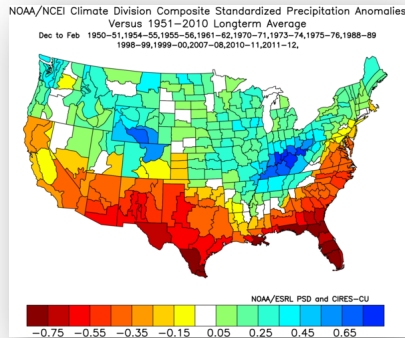 NOAA/NCEI Climate Division Composite Standardized Precipitation Anomalies
Versus 1951-2010 Longterm Average
Dec to Feb 1950-51,1954-55,1955-56,1961-62,1970-71,1973-74,1975-76,1988-89
1998-99,1999-00,2007-08,2010-11,2011-12,
NOAA/ESRL PSD and CIRES-CU
-0.75 -0.55 -0.35 -0.15 0.05 0.25 0.45 0.65